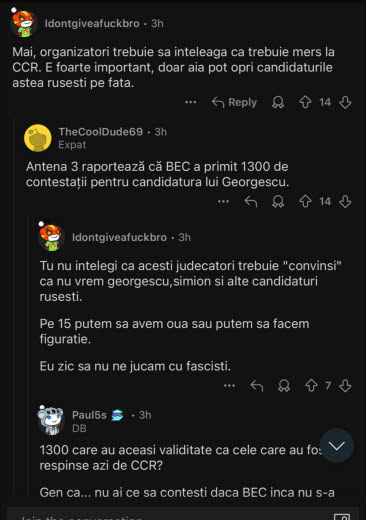 Idontgiveafuckbro · 3h
Mai, organizatori trebuie sa inteleaga ca trebuie mers la
CCR. E foarte important, doar aia pot opri candidaturile
astea rusesti pe fata.
Reply 14
TheCoolDude69 · 3h
Expat
Antena 3 raportează că BEC a primit 1300 de
contestații pentru candidatura lui Georgescu.
14
Idontgiveafuckbro · 3h
Tu nu intelegi ca acesti judecatori trebuie "convinsi"
ca nu vrem georgescu,simion si alte candidaturi
rusesti.
Pe 15 putem sa avem oua sau putem sa facem
figuratie.
Eu zic sa nu ne jucam cu fascisti.
7
Paul5s · 3h
DB
1300 care au aceasi validitate ca cele care au
respinse azi de CCR?
Gen ca... nu ai ce sa contesti daca BEC inca nu s-a
Join the conversation